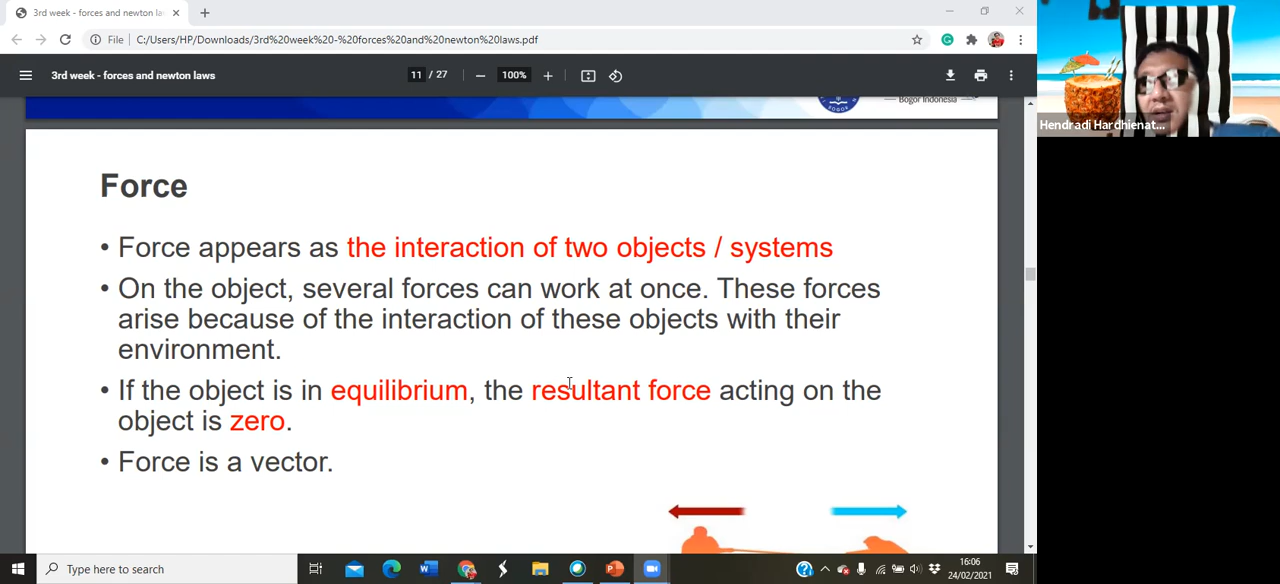 3rd week - forces and newton la
File
C:/Users/HP/Downloads/3rd%20week%20-%20forces%20and%20newton%20laws.pdf
3rd week - forces and newton laws
11 / 27
100%
Bogor Indonesia
Force
• Force appears as the interaction of two objects / systems
• On the object, several forces can work at once. These forces
arise because of the interaction of these objects with their
environment.
• If the object is in equilibrium, the resultant force acting on the
object is zero.
• Force is a vector.
Hendradi Hardhienat...
Type here to search
16:06
24/02/2021